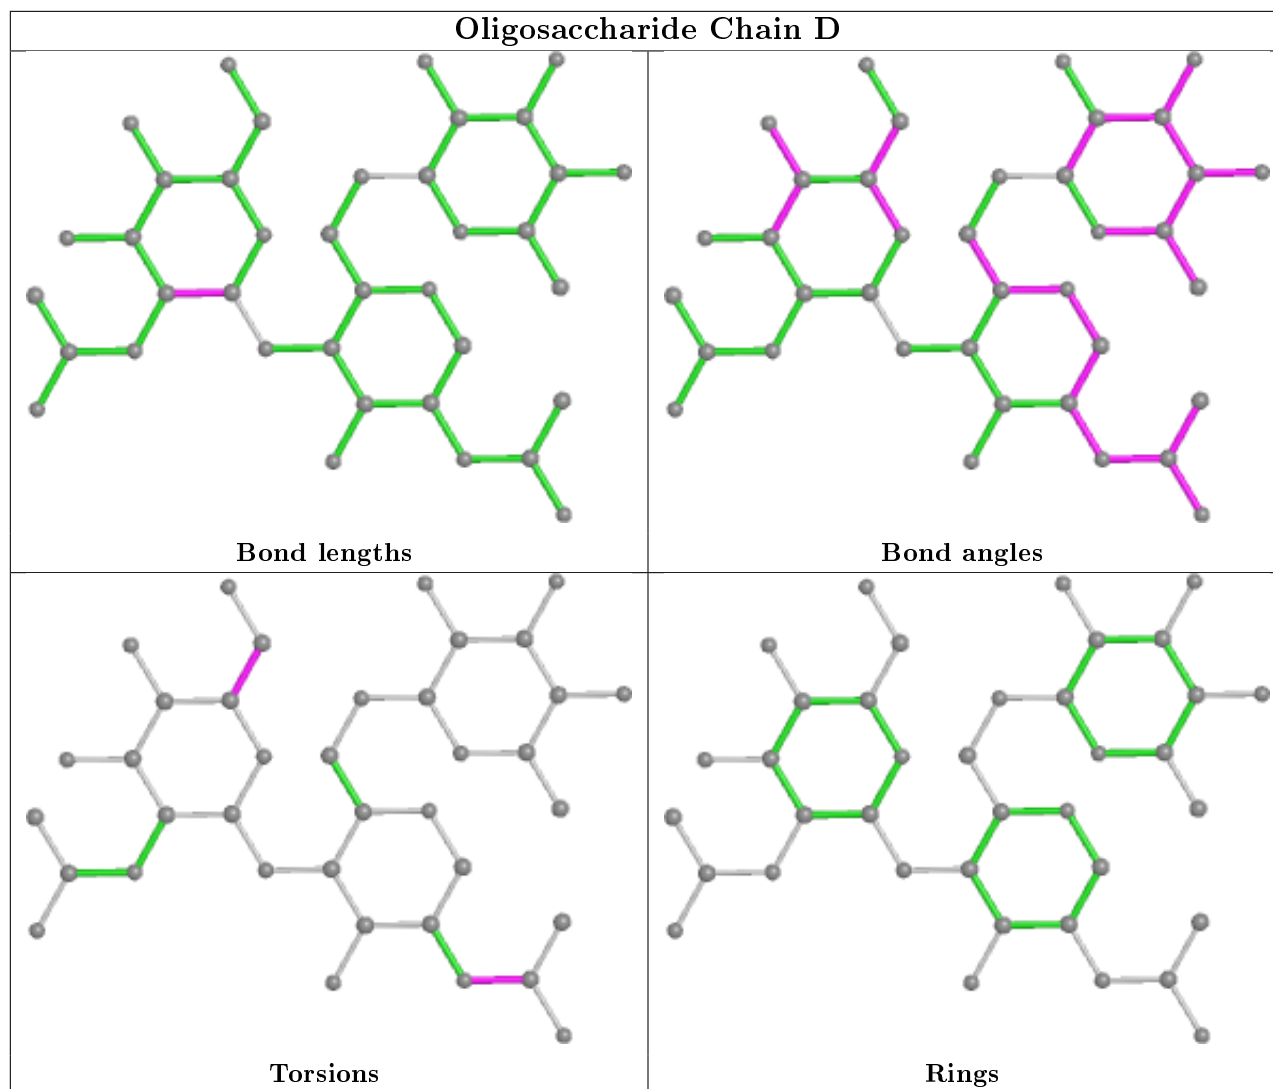 Oligosaccharide Chain D
Bond lengths
Bond angles
Torsions
Rings